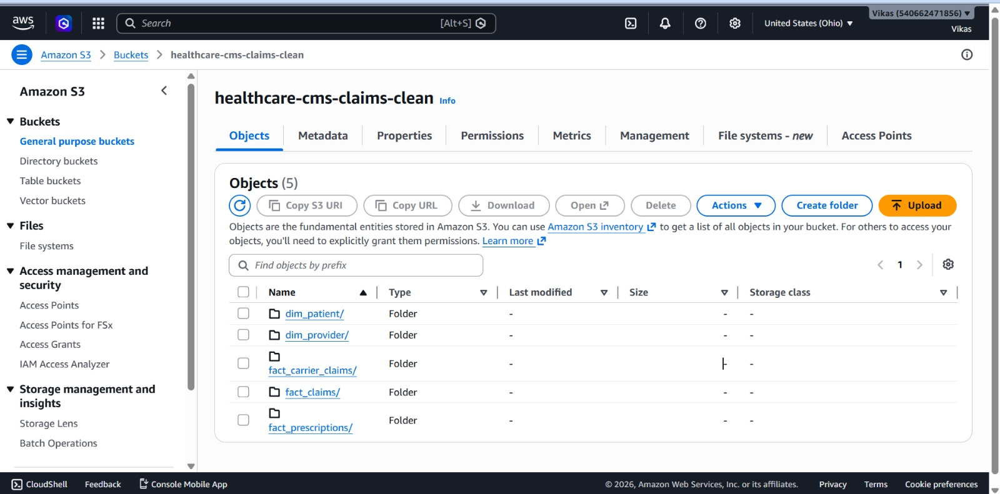 aws
Search
[Alt+S]
United States (Ohio) ▼
Vikas (540662471856) ▼
Vikas
Amazon S3
Buckets
healthcare-cms-claims-clean
Amazon S3
Buckets
General purpose buckets
Directory buckets
Table buckets
Vector buckets
Files
File systems
Access management and
security
Access Points
Access Points for FSx
Access Grants
IAM Access Analyzer
Storage management and
insights
Storage Lens
Batch Operations
healthcare-cms-claims-clean Info
Objects
Metadata
Properties
Permissions
Metrics
Management
File systems - new
Access Points
Objects (5)
Copy S3 URI
Copy URL
Download
Open
Delete
Actions
Create folder
Upload
Objects are the fundamental entities stored in Amazon S3. You can use Amazon S3 inventory to get a list of all objects in your bucket. For others to access your
objects, you'll need to explicitly grant them permissions. Learn more
Find objects by prefix
1
Name Type Last modified Size Storage class
dim_patient/ Folder - - -
dim_provider/ Folder - - -
fact_carrier_claims/ Folder - - -
fact_claims/ Folder - - -
fact_prescriptions/ Folder - - -
CloudShell
Feedback
Console Mobile App
© 2026, Amazon Web Services, Inc. or its affiliates.
Privacy
Terms
Cookie preferences